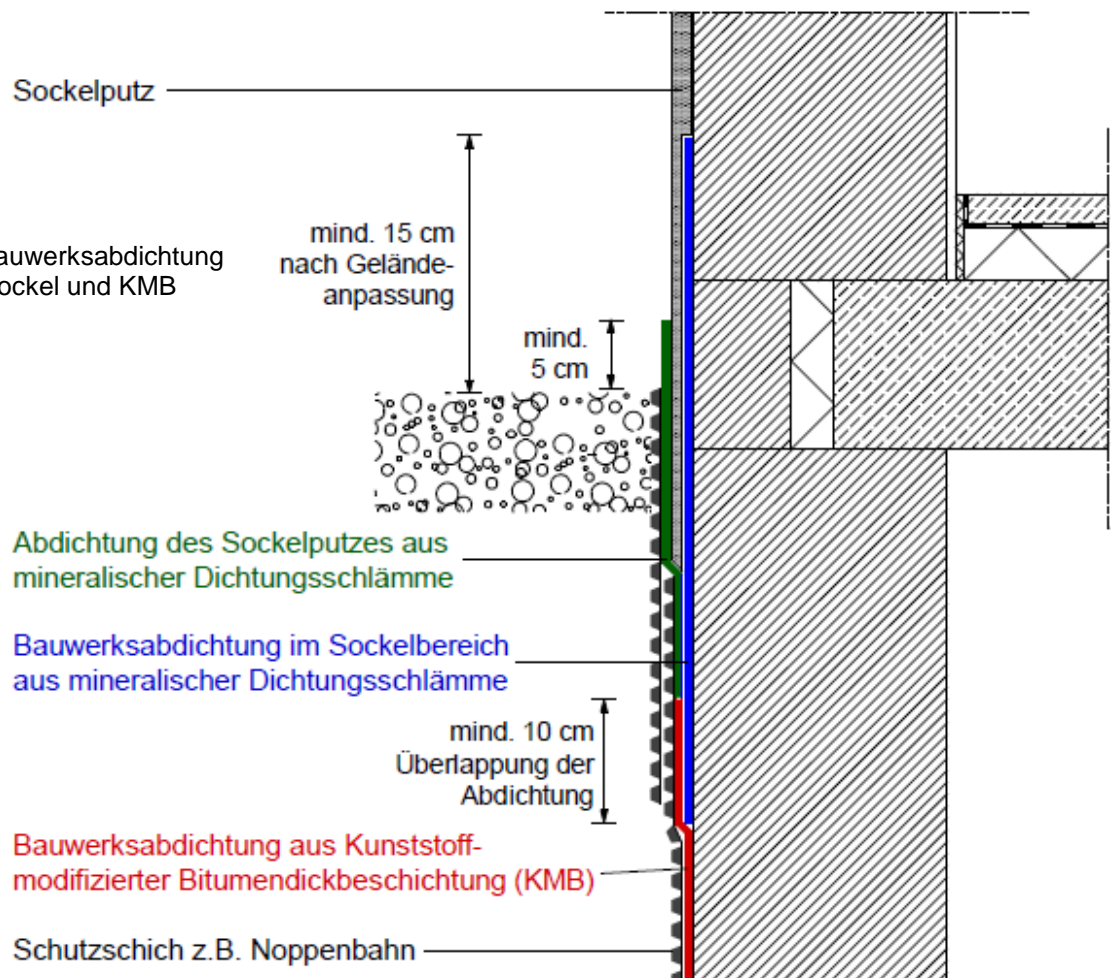 Sockelputz
mind. 15 cm
nach Gelände-
anpassung
auwerksabdichtung
ockel und KMB
mind.
5 cm
Abdichtung des Sockelputzes aus
mineralischer Dichtungsschlämme
Bauwerksabdichtung im Sockelbereich
aus mineralischer Dichtungsschlämme
mind. 10 cm
Überlappung der
Abdichtung
Bauwerksabdichtung aus Kunststoff-
modifizierter Bitumendickbeschichtung (KMB)
Schutzschich z.B. Noppenbahn